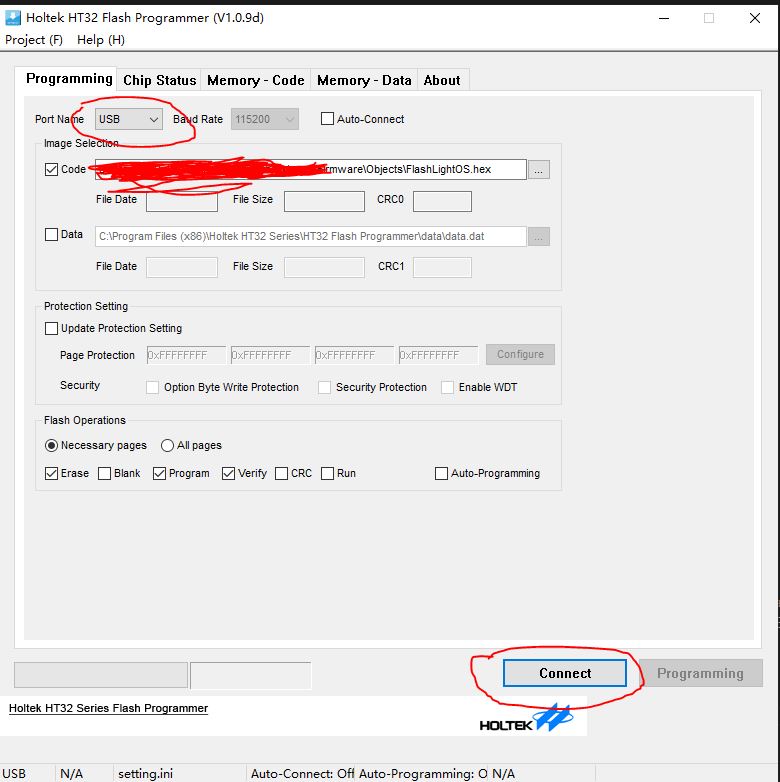 Holtek HT32 Flash Programmer (V1.0.9d)
Project (F) Help (H)
Programming Chip Status Memory - Code Memory - Data About
Port Name USB Baud Rate 115200 Auto-Connect
Image Selection
Code rmware\Objects\FlashLightOS.hex ...
File Date File Size CRC0
Data C:\Program Files (x86)\Holtek HT32 Series\HT32 Flash Programmer\data\data.dat ...
File Date File Size CRC1
Protection Setting
Update Protection Setting
Page Protection 0xFFFFFFFF 0xFFFFFFFF 0xFFFFFFFF 0xFFFFFFFF Configure
Security Option Byte Write Protection Security Protection Enable WDT
Flash Operations
Necessary pages All pages
Erase Blank Program Verify CRC Run Auto-Programming
Connect Programming
Holtek HT32 Series Flash Programmer
HOLTEK
USB N/A setting.ini Auto-Connect: Off Auto-Programming: O N/A